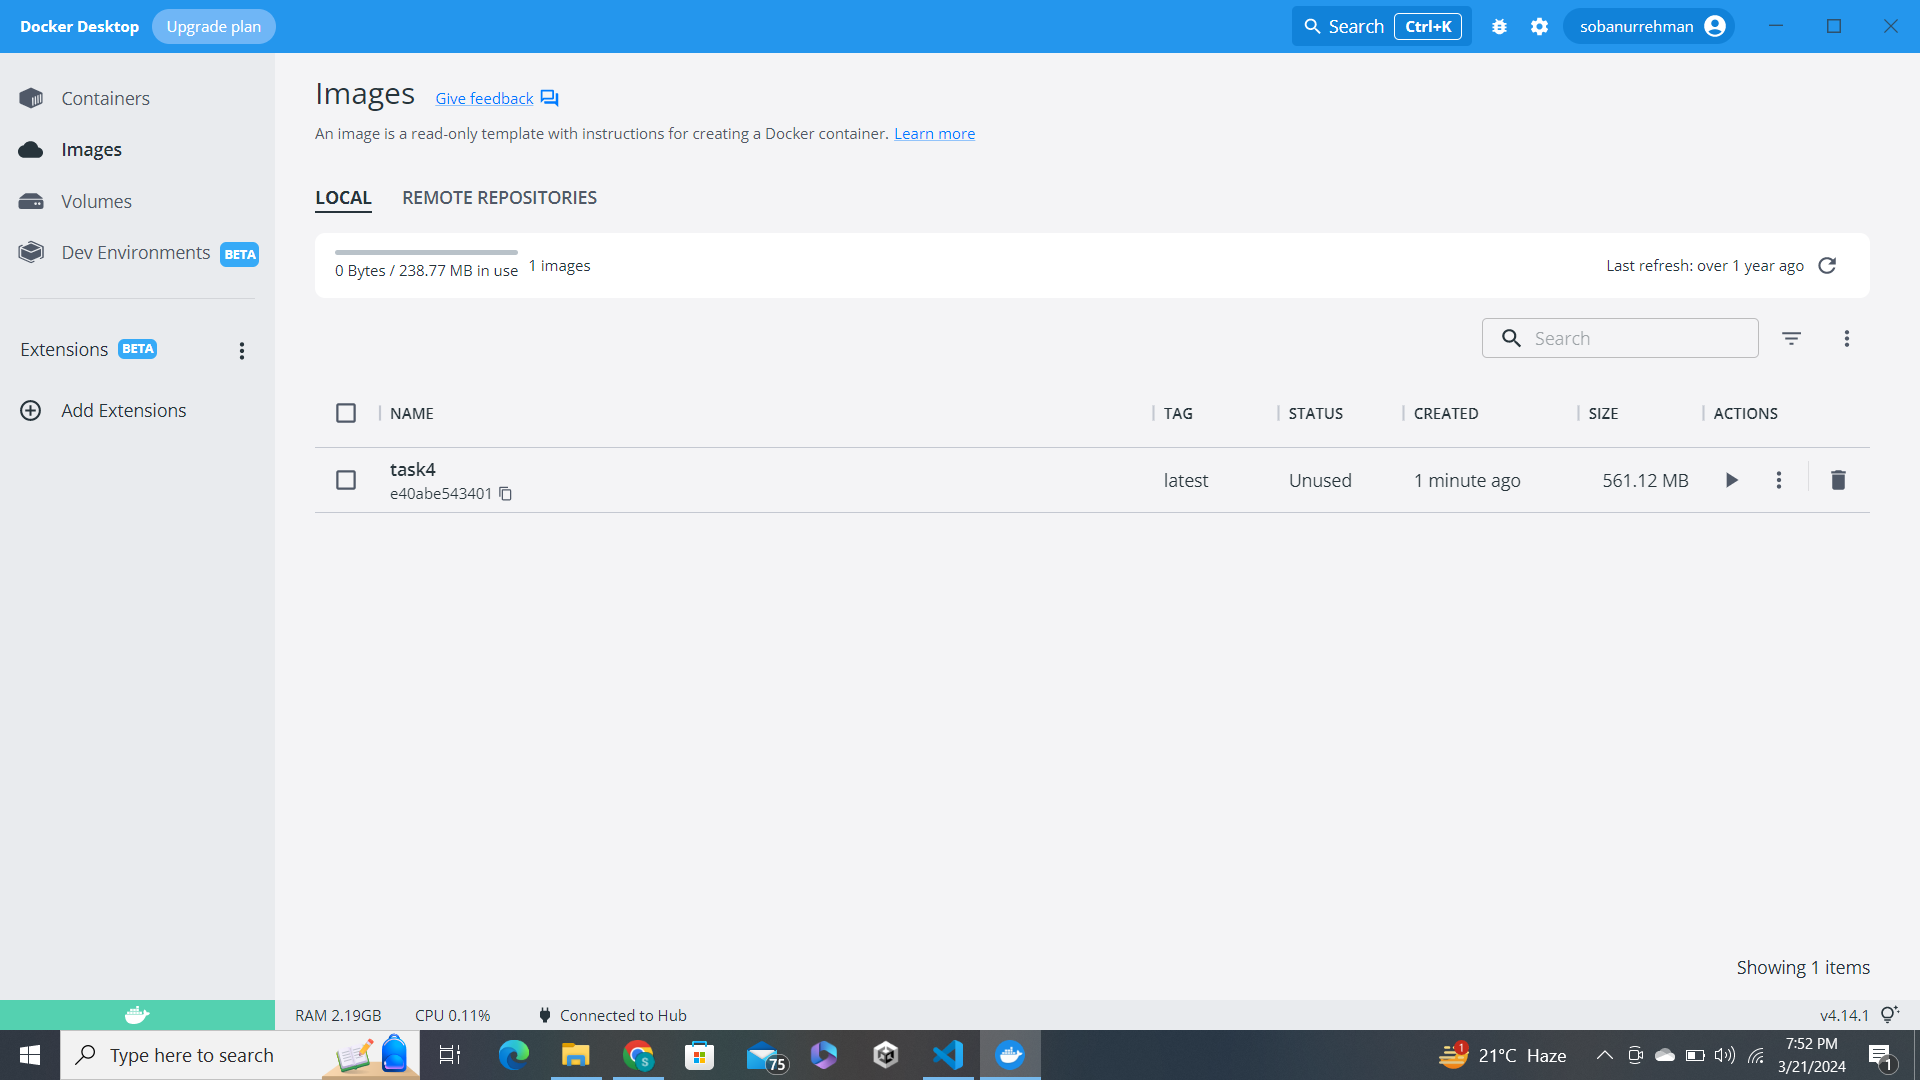 Docker Desktop Upgrade plan Search Ctrl+K sobanurrehman
Containers
Images
Volumes
Dev Environments BETA
Extensions BETA
Add Extensions
Images Give feedback
An image is a read-only template with instructions for creating a Docker container. Learn more
LOCAL REMOTE REPOSITORIES
0 Bytes / 238.77 MB in use 1 images Last refresh: over 1 year ago
Search
NAME TAG STATUS CREATED SIZE ACTIONS
task4
e40abe543401
latest Unused 1 minute ago 561.12 MB
Showing 1 items
RAM 2.19GB CPU 0.11% Connected to Hub v4.14.1
Type here to search S 75 1 21°C Haze 7:52 PM
3/21/2024 1